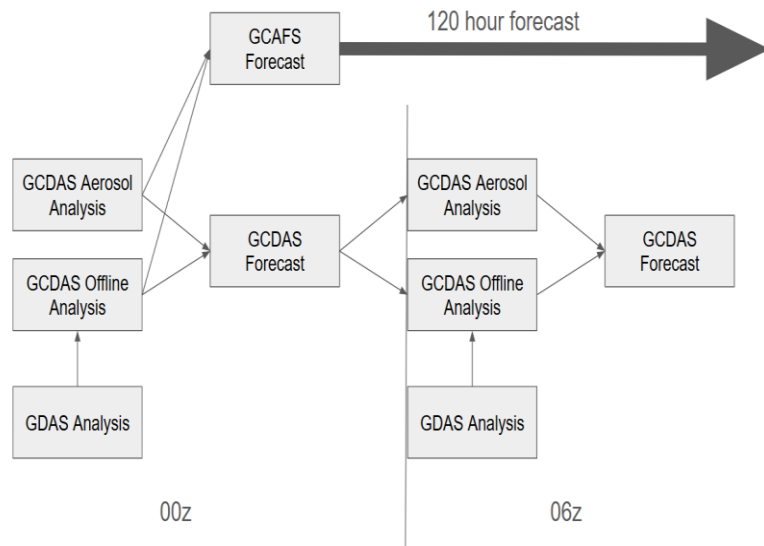 GCAFS
Forecast
120 hour forecast
GCDAS Aerosol
Analysis
GCDAS Offline
Analysis
GDAS Analysis
GCDAS
Forecast
GCDAS Aerosol
Analysis
GCDAS Offline
Analysis
GDAS Analysis
GCDAS
Forecast
00z
06z